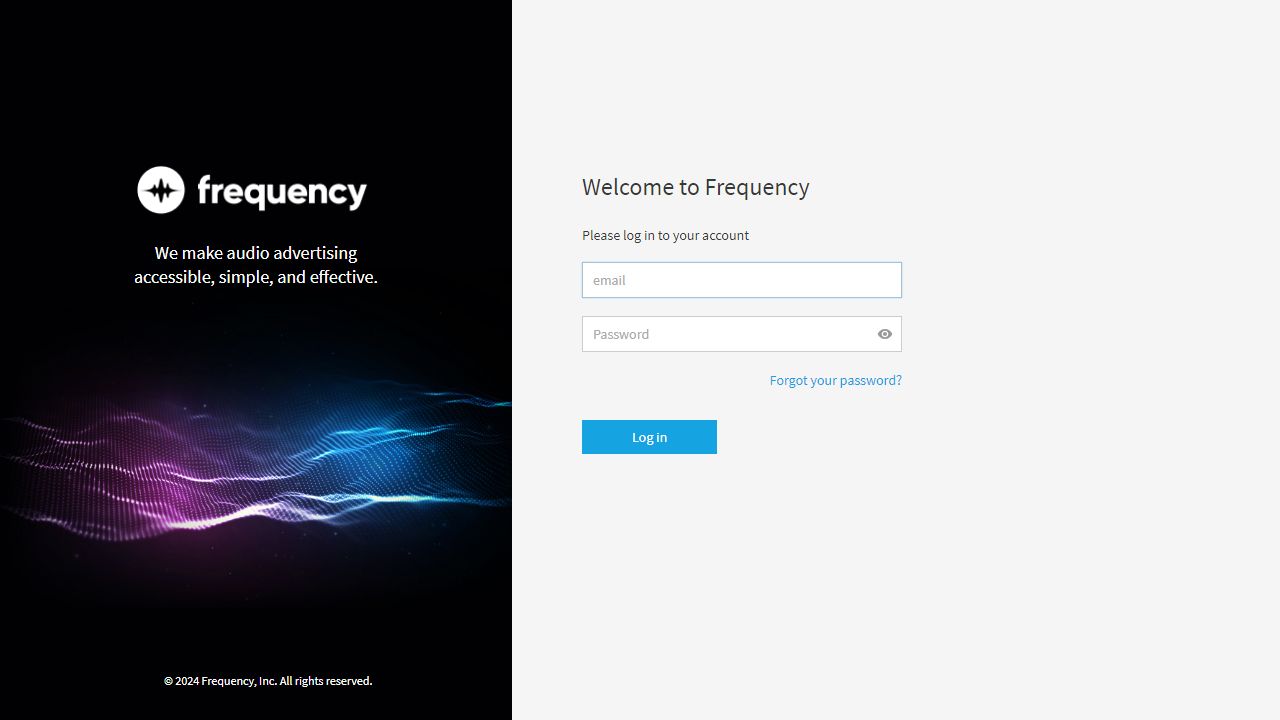 frequency
We make audio advertising
accessible, simple, and effective.
© 2024 Frequency, Inc. All rights reserved.
Welcome to Frequency
Please log in to your account
email
Password
Forgot your password?
Log in